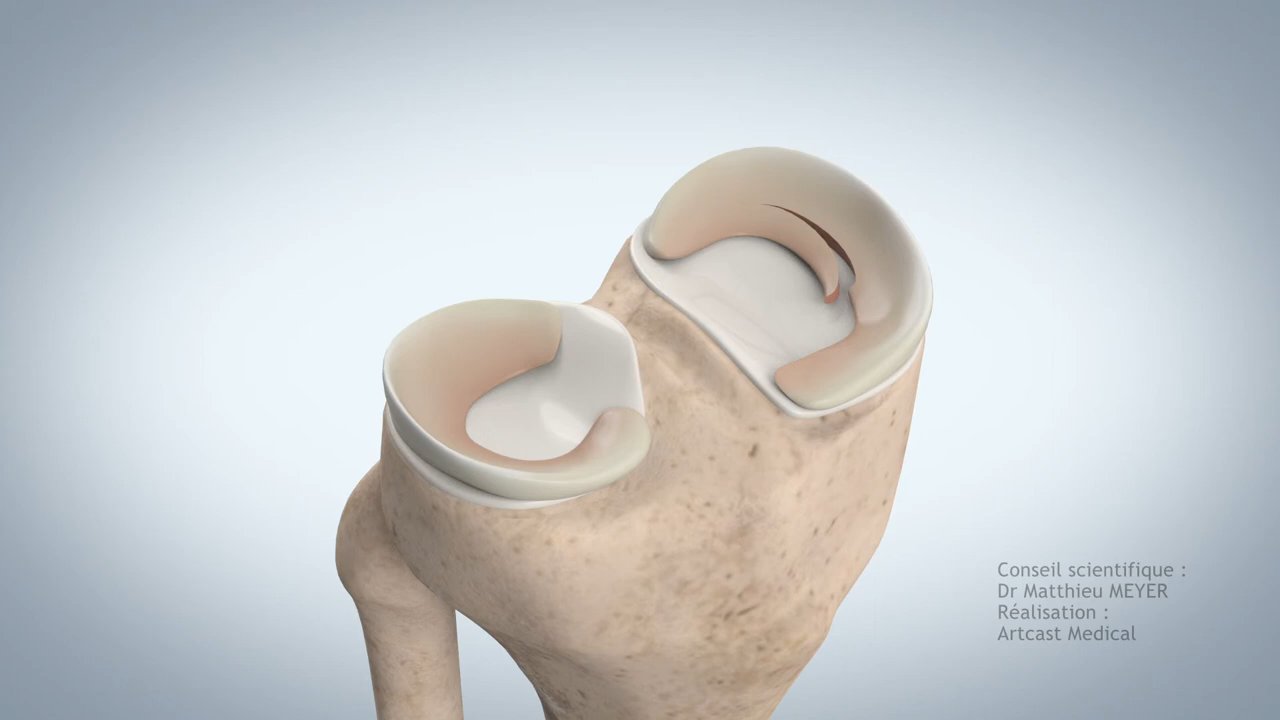 Conseil scientifique :
Dr Matthieu MEYER
Réalisation :
Artcast Medical